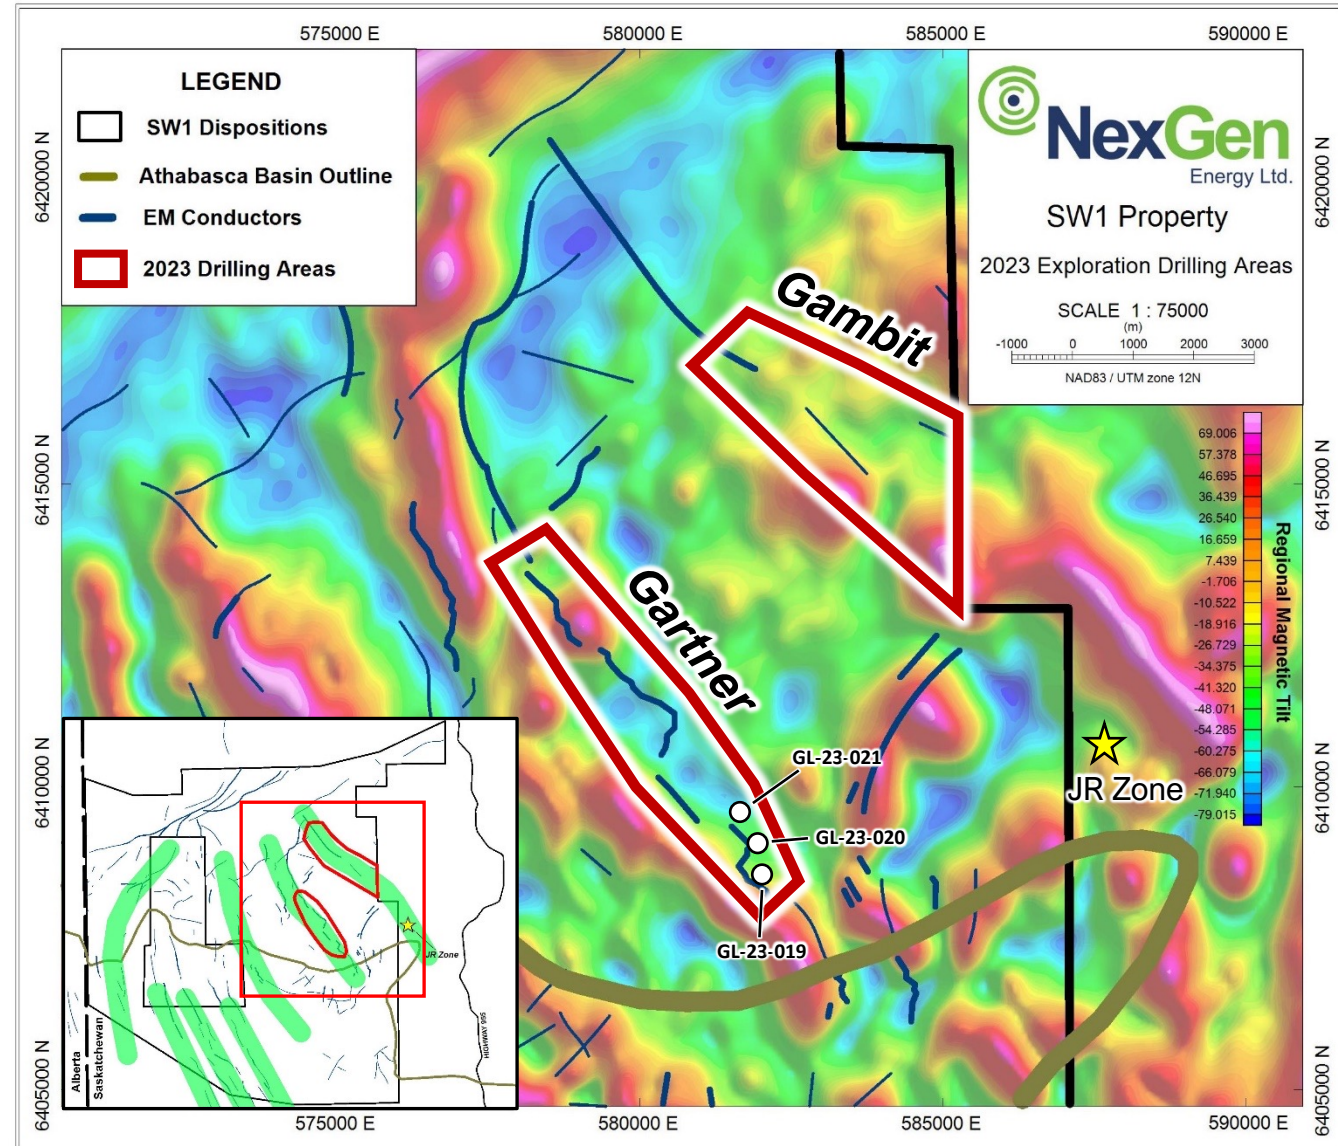 575000 E
580000 E
585000 E
590000 E
LEGEND
SW1 Dispositions
Athabasca Basin Outline
EM Conductors
2023 Drilling Areas
NexGen
Energy Ltd.
SW1 Property
2023 Exploration Drilling Areas
SCALE 1 : 75000
(m)
-1000 0 1000 2000 3000
NAD83 / UTM zone 12N
6420000 N
6420000 N
Gambit
6415000 N
6415000 N
69.006
57.378
46.695
36.439
26.540
16.659
7.439
-1.706
-10.522
-18.916
-26.729
-34.375
-41.320
-48.071
-54.285
-60.275
-66.079
-71.940
-79.015
Regional Magnetic Tilt
Gartner
GL-23-021
GL-23-020
GL-23-019
JR Zone
6410000 N
6410000 N
JR Zone
HIGHWAY 955
Alberta
Saskatchewan
6405000 N
6405000 N
575000 E
580000 E
585000 E
590000 E